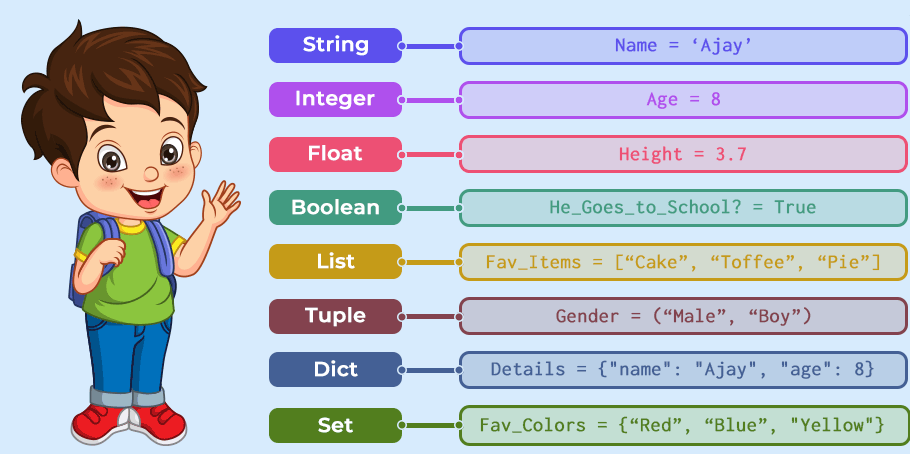 String Name = ‘Ajay’
Integer Age = 8
Float Height = 3.7
Boolean He_Goes_to_School? = True
List Fav_Items = [“Cake”, “Toffee”, “Pie”]
Tuple Gender = (“Male”, “Boy”)
Dict Details = {"name": "Ajay", "age": 8}
Set Fav_Colors = {“Red”, “Blue”, "Yellow"}